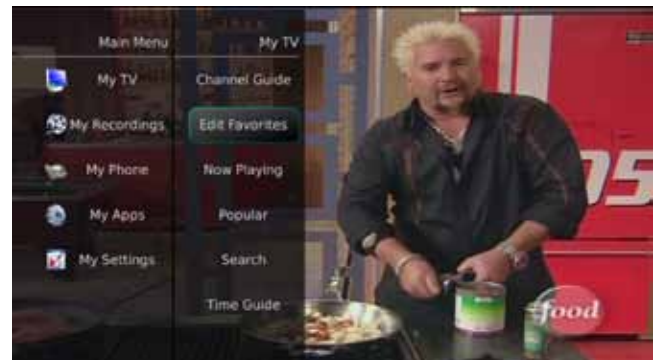 Main Menu
My TV
My TV
My Recordings
My Phone
My Apps
My Settings
Channel Guide
Edit Favorites
Now Playing
Popular
Search
Time Guide
05
food